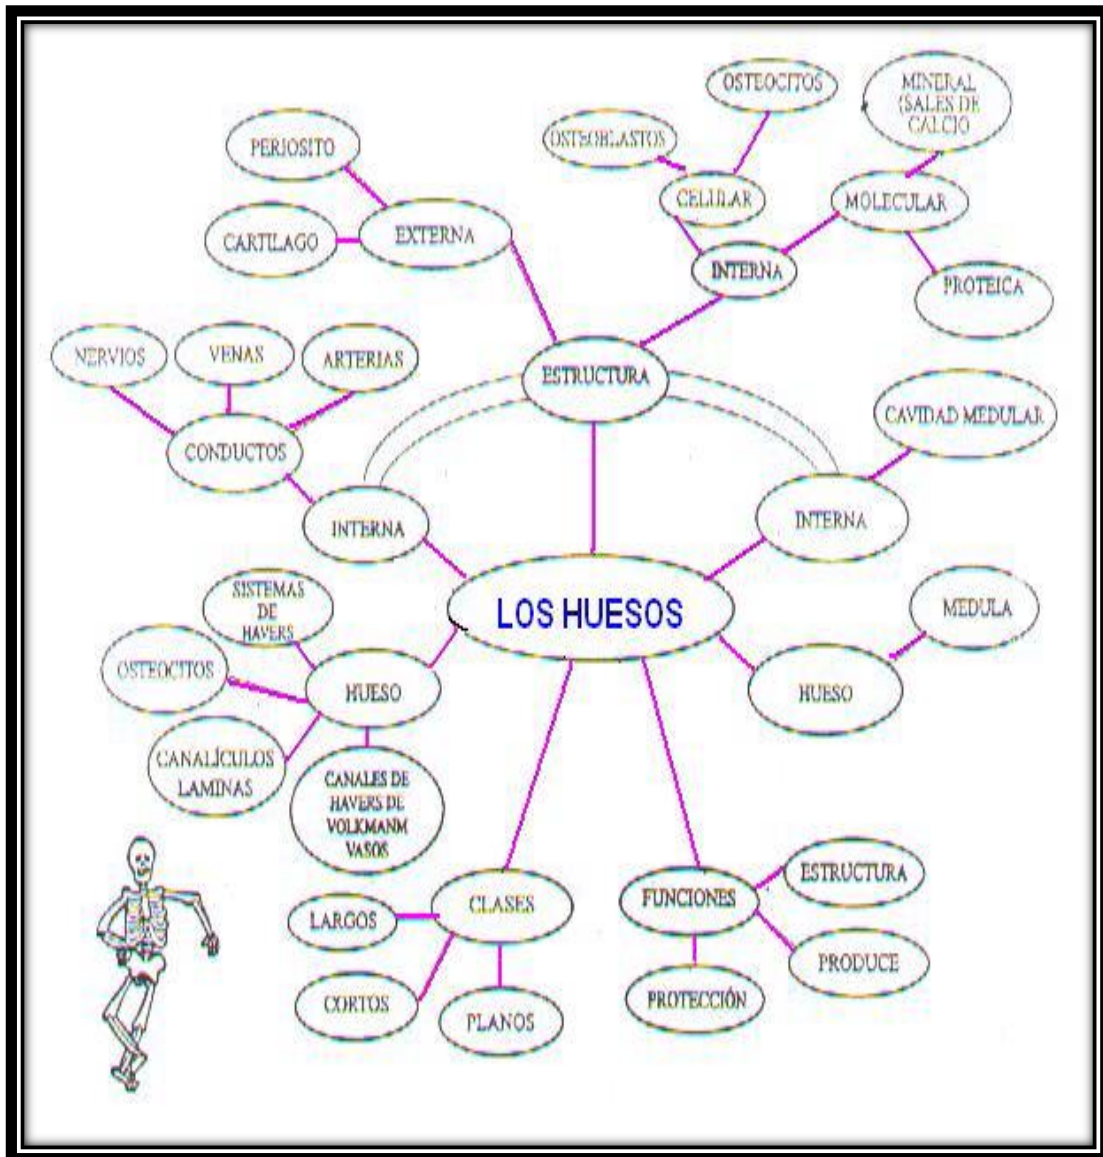 OSTEOCITOS
MINERAL
(SALES DE
CALCIO
OSTEOBLASTOS
PERIOSITO
CELULAR
MOLECULAR
CARTILAGO
EXTERNA
INTERNA
PROTEICA
NERVIOS
VENAS
ARTERIAS
ESTRUCTURA
CAVIDAD MEDULAR
CONDUCTOS
INTERNA
INTERNA
SISTEMAS
DE
HAVERS
LOS HUESOS
MEDULA
OSTEOCITOS
HUESO
HUESO
CANALÍCULOS
LAMINAS
CANALES DE
HAVERS DE
VOLKMANM
VASOS
ESTRUCTURA
LARGOS
CLASES
FUNCIONES
PRODUCE
CORTOS
PLANOS
PROTECCIÓN